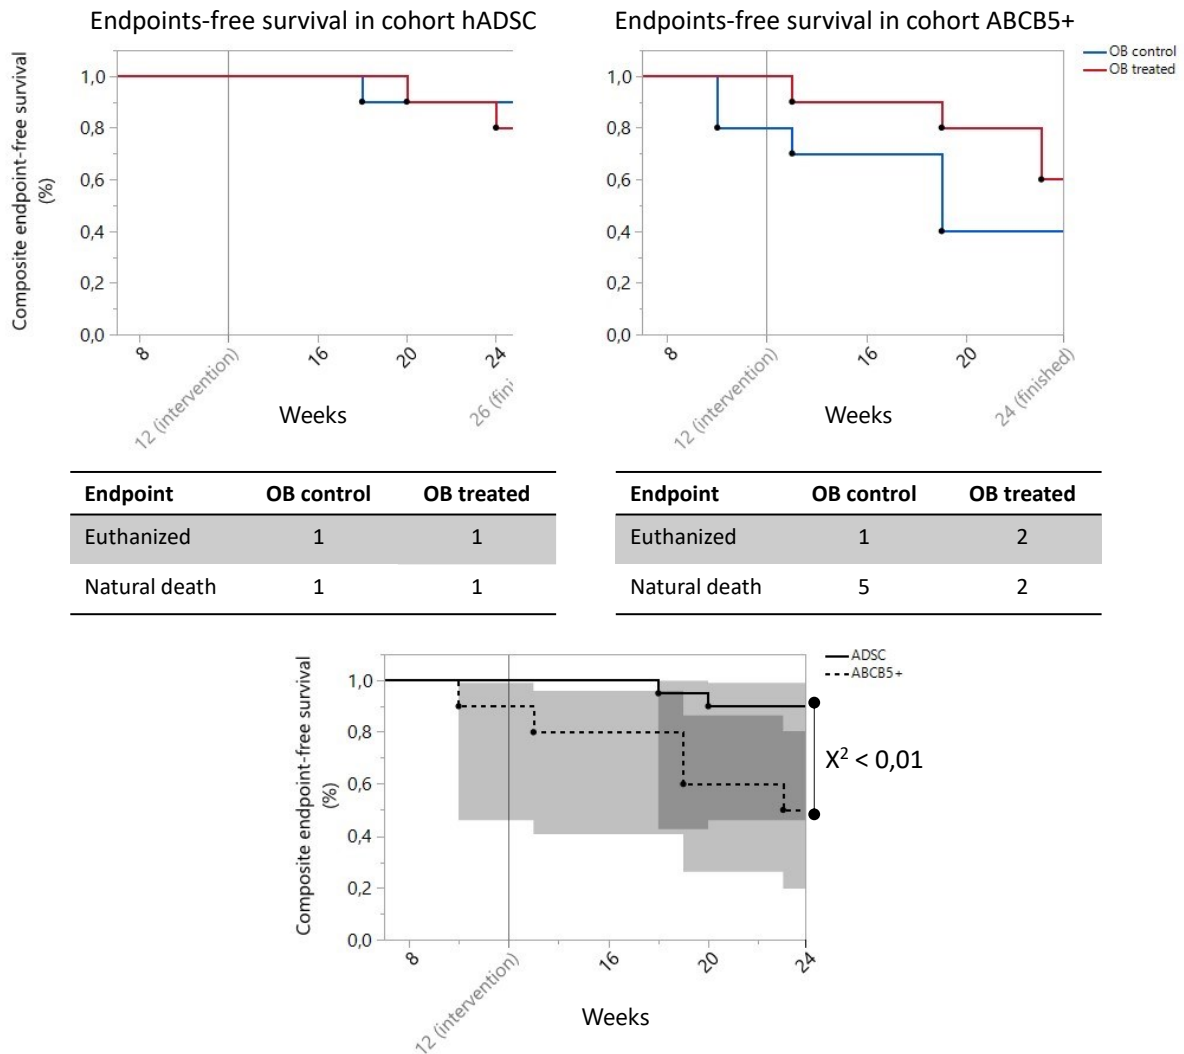 Endpoints-free survival in cohort hADSC
Composite endpoint-free survival
(%)
1,0
0,8
0,6
0,4
0,2
0,0
8
12 (intervention)
16
20
24
26 (fini
Weeks
Endpoints-free survival in cohort ABCB5+
OB control
OB treated
1,0
0,8
0,6
0,4
0,2
0,0
8
12 (intervention)
16
20
24 (finished)
Weeks
Endpoint OB control OB treated
Euthanized 1 1
Natural death 1 1
Endpoint OB control OB treated
Euthanized 1 2
Natural death 5 2
Composite endpoint-free survival
(%)
1,0
0,8
0,6
0,4
0,2
0,0
8
12 (intervention)
16
20
24
Weeks
ADSC
ABCB5+
X² < 0,01